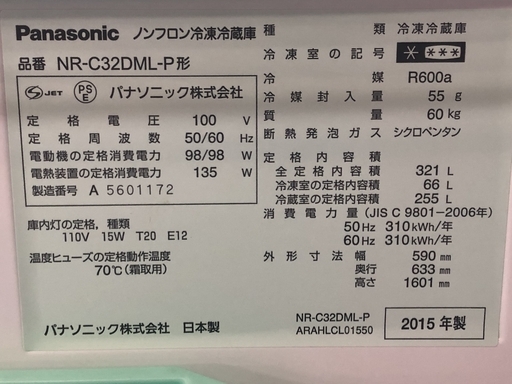 Panasonic ノンフロン冷凍冷蔵庫
品番 NR-C32DML-P形
S JET PSE パナソニック株式会社
定格電圧 100 V
定格周波数 50/60 Hz
電動機の定格消費電力 98/98 W
電熱装置の定格消費電力 135 W
製造番号 A 5601172
庫内灯の定格，種類
110V 15W T20 E12
温度ヒューズの定格動作温度
70℃(霜取用)
パナソニック株式会社 日本製
種類 冷凍冷蔵庫
冷凍室の記号 * ***
冷媒 R600a
冷媒封入量 55 g
質量 60 kg
断熱発泡ガス シクロペンタン
定格内容積
全定格内容積 321 L
冷凍室の定格内容積 66 L
冷蔵室の定格内容積 255 L
消費電力量(JIS C 9801-2006年)
50Hz 310kWh/年
60Hz 310kWh/年
外形寸法 幅 590 mm
奥行 633 mm
高さ 1601 mm
NR-C32DML-P
ARAHLCL01550
2015年製